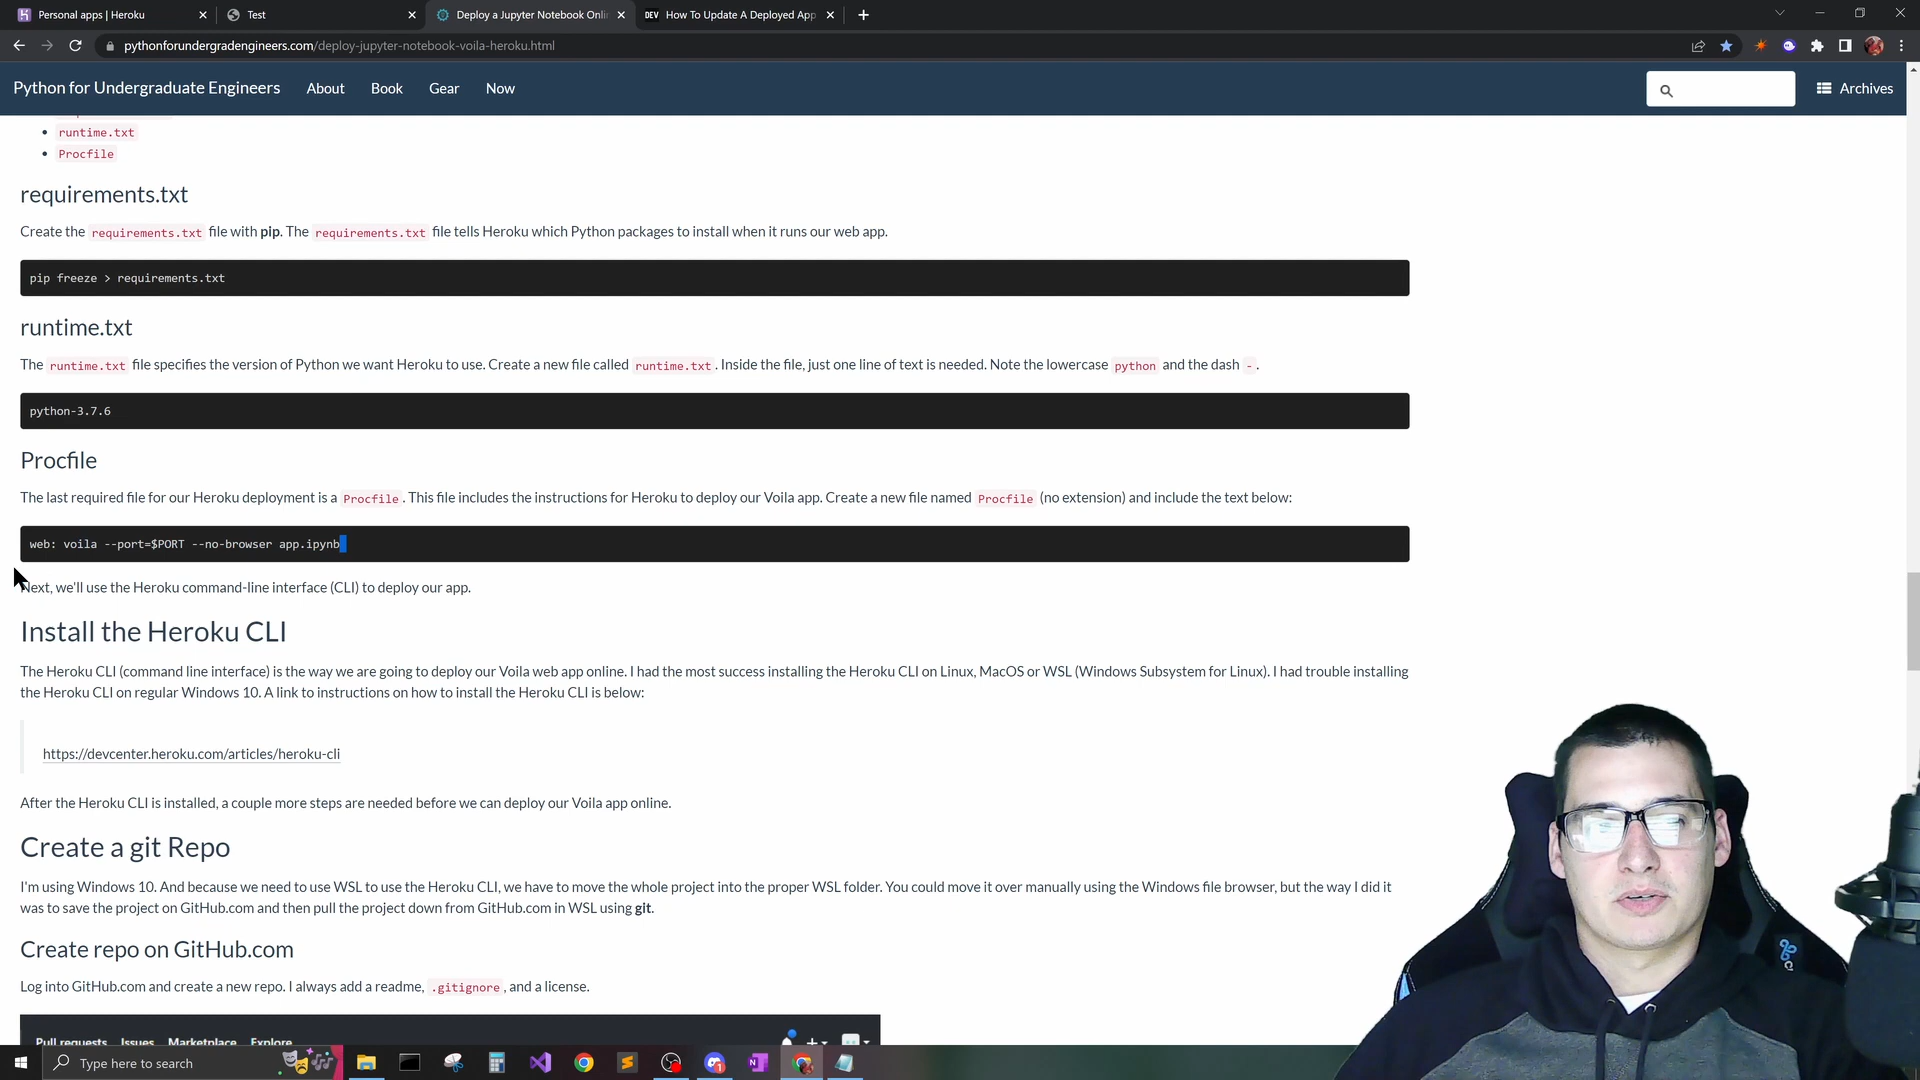 Personal apps | Heroku
Test
Deploy a Jupyter Notebook Onli
DEV How To Update A Deployed App
pythonforundergradengineers.com/deploy-jupyter-notebook-voila-heroku.html
Python for Undergraduate Engineers About Book Gear Now
Archives
runtime.txt
Procfile
requirements.txt
Create the requirements.txt file with pip. The requirements.txt file tells Heroku which Python packages to install when it runs our web app.
pip freeze > requirements.txt
runtime.txt
The runtime.txt file specifies the version of Python we want Heroku to use. Create a new file called runtime.txt. Inside the file, just one line of text is needed. Note the lowercase python and the dash -.
python-3.7.6
Procfile
The last required file for our Heroku deployment is a Procfile. This file includes the instructions for Heroku to deploy our Voila app. Create a new file named Procfile (no extension) and include the text below:
web: voila --port=$PORT --no-browser app.ipynb
Next, we'll use the Heroku command-line interface (CLI) to deploy our app.
Install the Heroku CLI
The Heroku CLI (command line interface) is the way we are going to deploy our Voila web app online. I had the most success installing the Heroku CLI on Linux, MacOS or WSL (Windows Subsystem for Linux). I had trouble installing
the Heroku CLI on regular Windows 10. A link to instructions on how to install the Heroku CLI is below:
https://devcenter.heroku.com/articles/heroku-cli
After the Heroku CLI is installed, a couple more steps are needed before we can deploy our Voila app online.
Create a git Repo
I'm using Windows 10. And because we need to use WSL to use the Heroku CLI, we have to move the whole project into the proper WSL folder. You could move it over manually using the Windows file browser, but the way I did it
was to save the project on GitHub.com and then pull the project down from GitHub.com in WSL using git.
Create repo on GitHub.com
Log into GitHub.com and create a new repo. I always add a readme, .gitignore, and a license.
Pull requests Issues Marketplace Explore
Type here to search